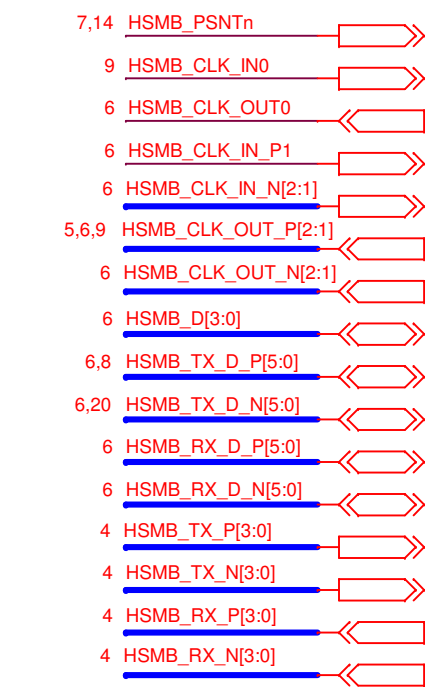 7,14 HSMB_PSNTn
9 HSMB_CLK_IN0
6 HSMB_CLK_OUT0
6 HSMB_CLK_IN_P1
6 HSMB_CLK_IN_N[2:1]
5,6,9 HSMB_CLK_OUT_P[2:1]
6 HSMB_CLK_OUT_N[2:1]
6 HSMB_D[3:0]
6,8 HSMB_TX_D_P[5:0]
6,20 HSMB_TX_D_N[5:0]
6 HSMB_RX_D_P[5:0]
6 HSMB_RX_D_N[5:0]
4 HSMB_TX_P[3:0]
4 HSMB_TX_N[3:0]
4 HSMB_RX_P[3:0]
4 HSMB_RX_N[3:0]